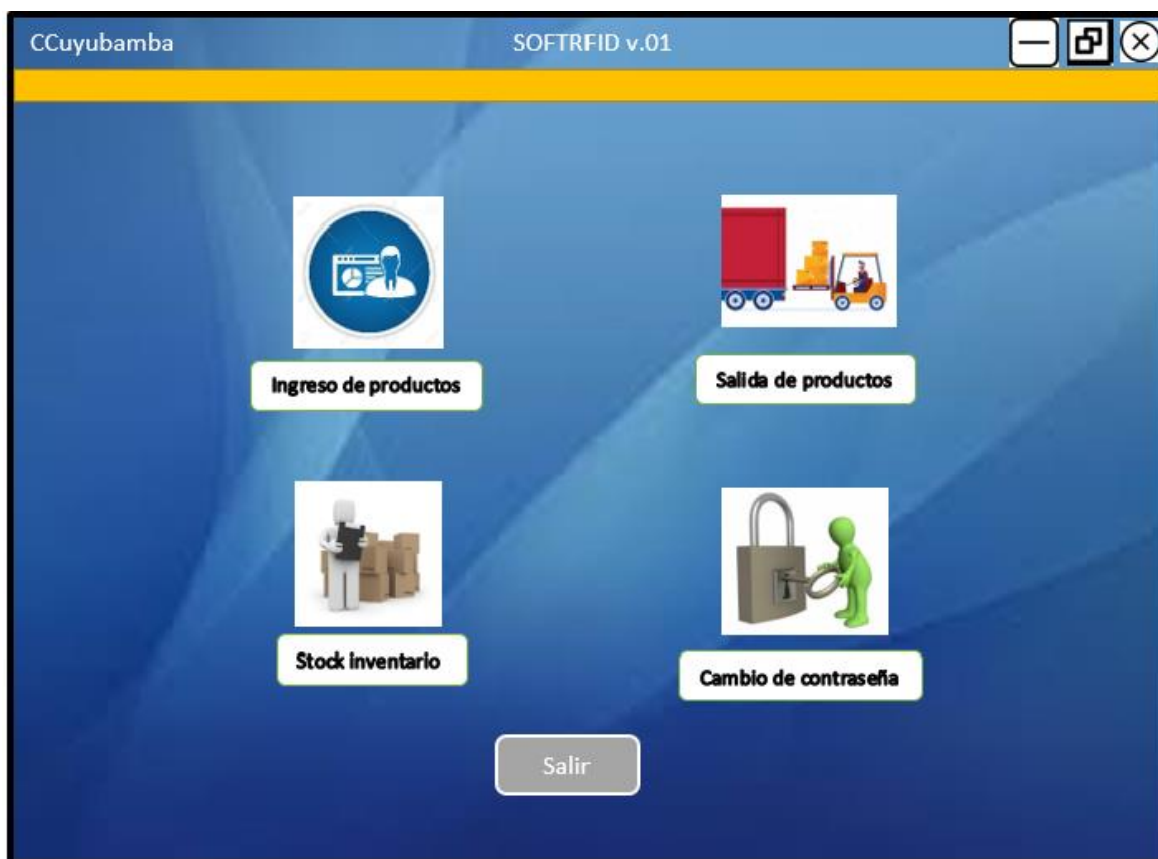 CCuyubamba
SOFTRFID v.01
Ingreso de productos
Salida de productos
Stock inventario
Cambio de contraseña
Salir